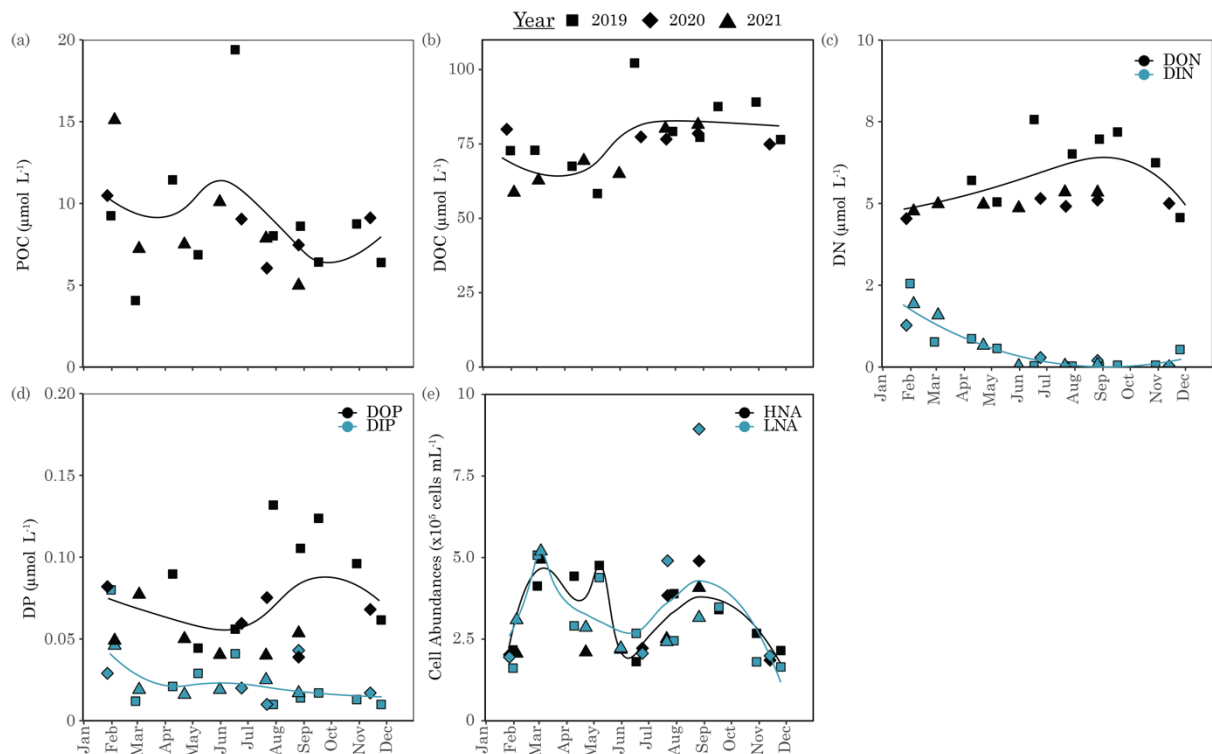 Year 2019 2020 2021
(a)
20
15
10
5
0
POC (μmol L-1)
(b)
100
75
50
25
0
DOC (μmol L-1)
(c)
10
8
5
2
0
DN (μmol L-1)
DON
DIN
Jan Feb Mar Apr May Jun Jul Aug Sep Oct Nov Dec
(d)
0.20
0.15
0.10
0.05
0
DP (μmol L-1)
DOP
DIP
Jan Feb Mar Apr May Jun Jul Aug Sep Oct Nov Dec
(e)
10
7.5
5.0
2.5
0
Cell Abundances (x10⁵ cells mL-1)
HNA
LNA
Jan Feb Mar Apr May Jun Jul Aug Sep Oct Nov Dec